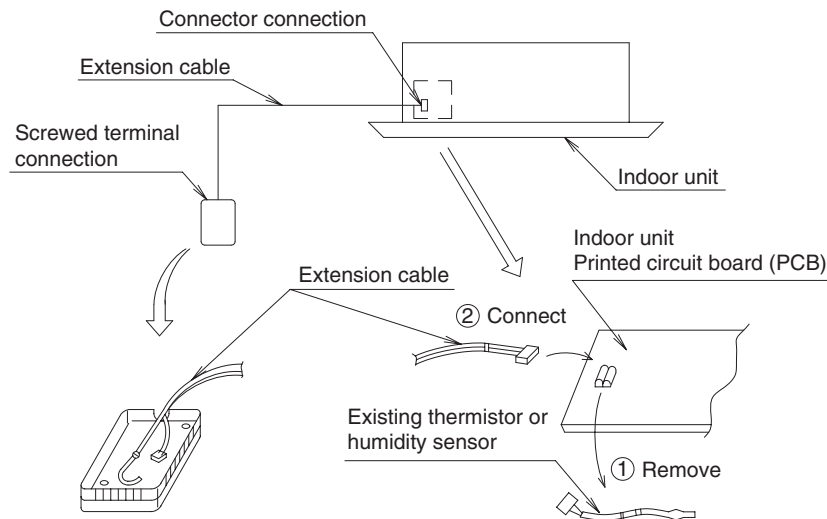 Connector connection
Extension cable
Screwed terminal
connection
Indoor unit
Indoor unit
Printed circuit board (PCB)
Extension cable
② Connect
Existing thermistor or
humidity sensor
① Remove